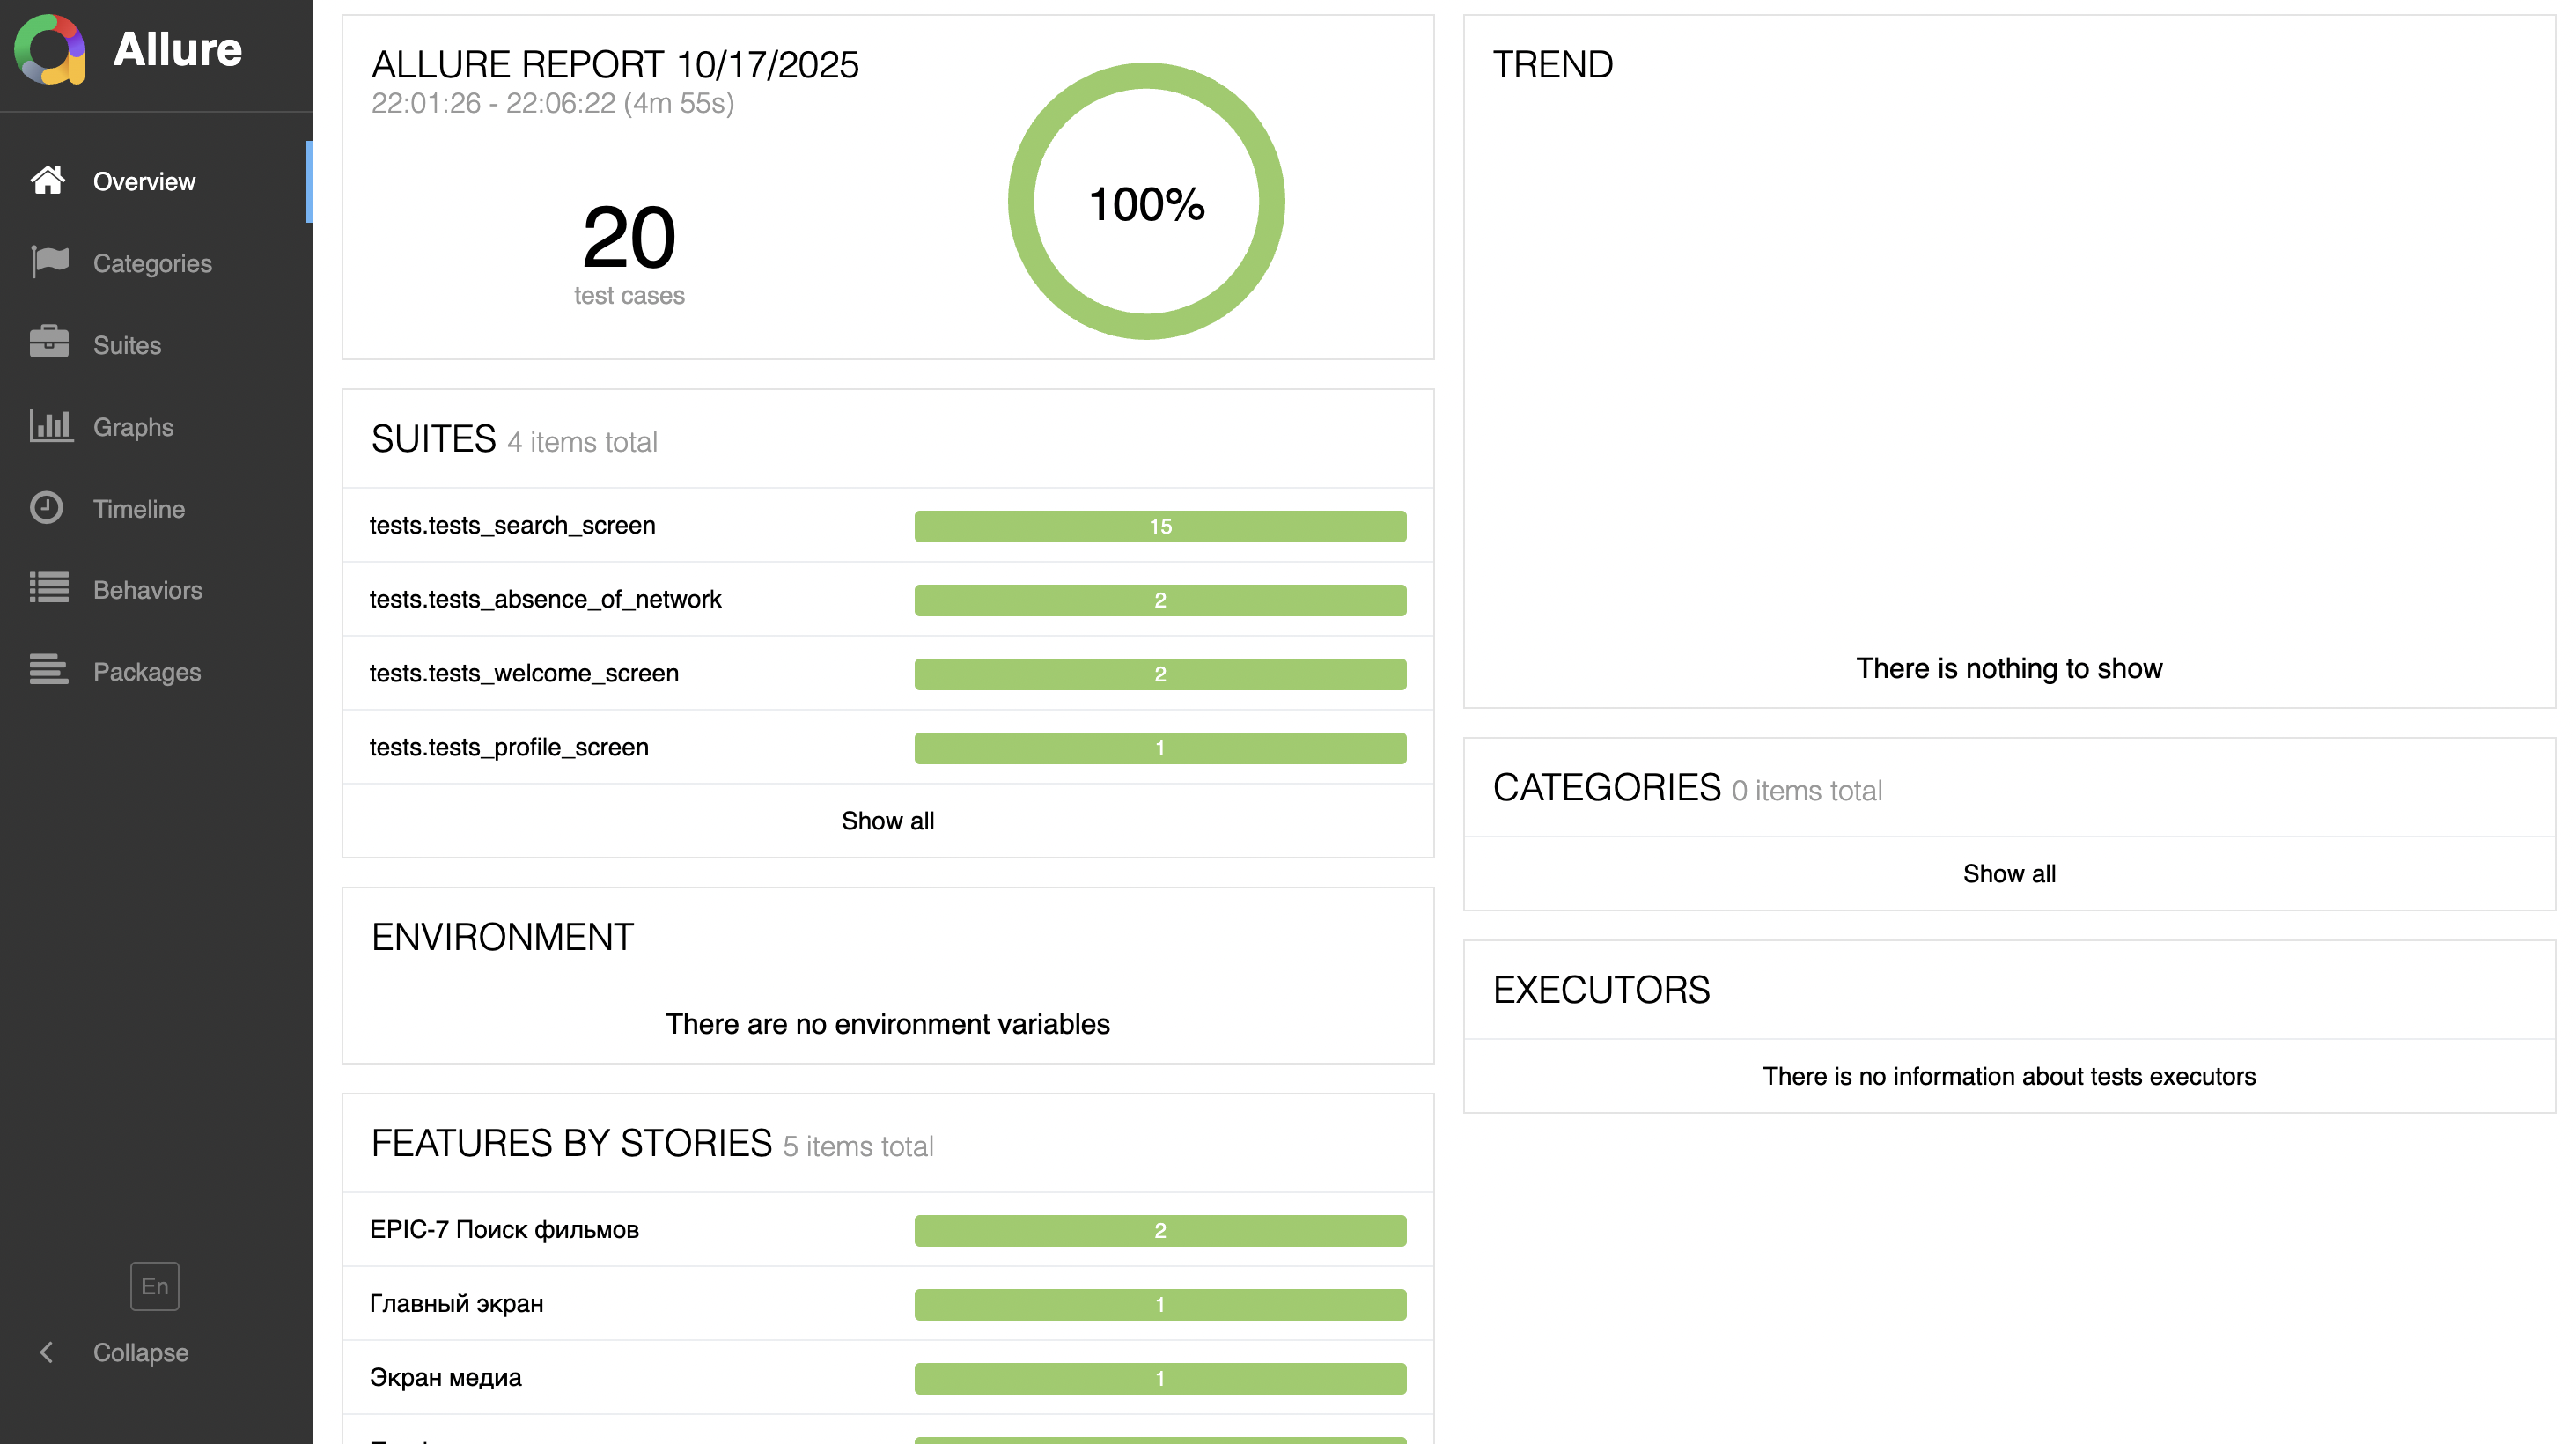 Allure
Overview
Categories
Suites
Graphs
Timeline
Behaviors
Packages
En
Collapse
ALLURE REPORT 10/17/2025
22:01:26 - 22:06:22 (4m 55s)
20
test cases
100%
SUITES 4 items total
tests.tests_search_screen 15
tests.tests_absence_of_network 2
tests.tests_welcome_screen 2
tests.tests_profile_screen 1
Show all
ENVIRONMENT
There are no environment variables
FEATURES BY STORIES 5 items total
EPIC-7 Поиск фильмов 2
Главный экран 1
Экран медиа 1
TREND
There is nothing to show
CATEGORIES 0 items total
Show all
EXECUTORS
There is no information about tests executors